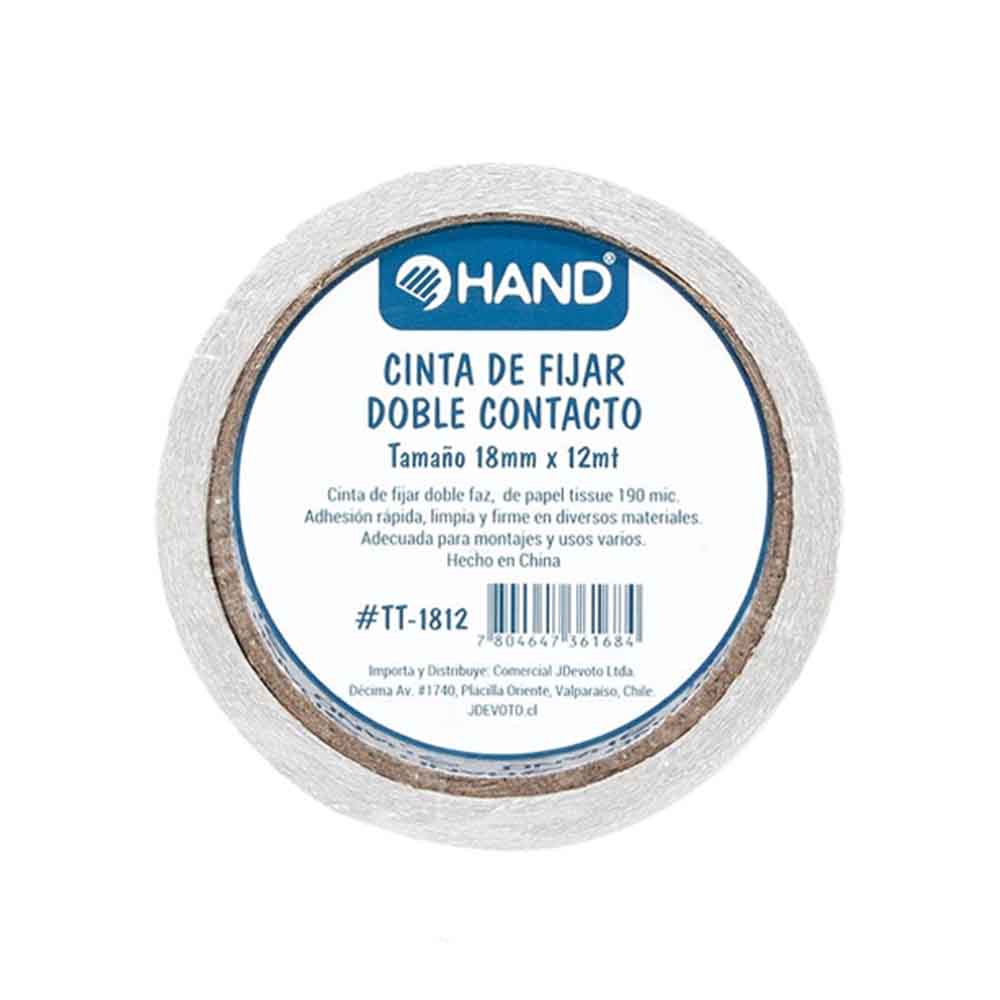 HAND®
CINTA DE FIJAR
DOBLE CONTACTO
Tamaño 18mm x 12mt
Cinta de fijar doble faz, de papel tissue 190 mic.
Adhesión rápida, limpia y firme en diversos materiales.
Adecuada para montajes y usos varios.
Hecho en China
#TT-1812
7 804647 361684
Importa y Distribuye: Comercial JDevoto Ltda.
Décima Av. #1740, Placilla Oriente, Valparaíso, Chile.
JDEVOTO.cl